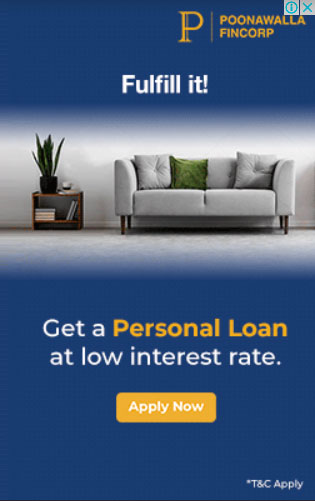 POONAWALLA
FINCORP
Fulfill it!
Get a Personal Loan
at low interest rate.
Apply Now
*T&C Apply